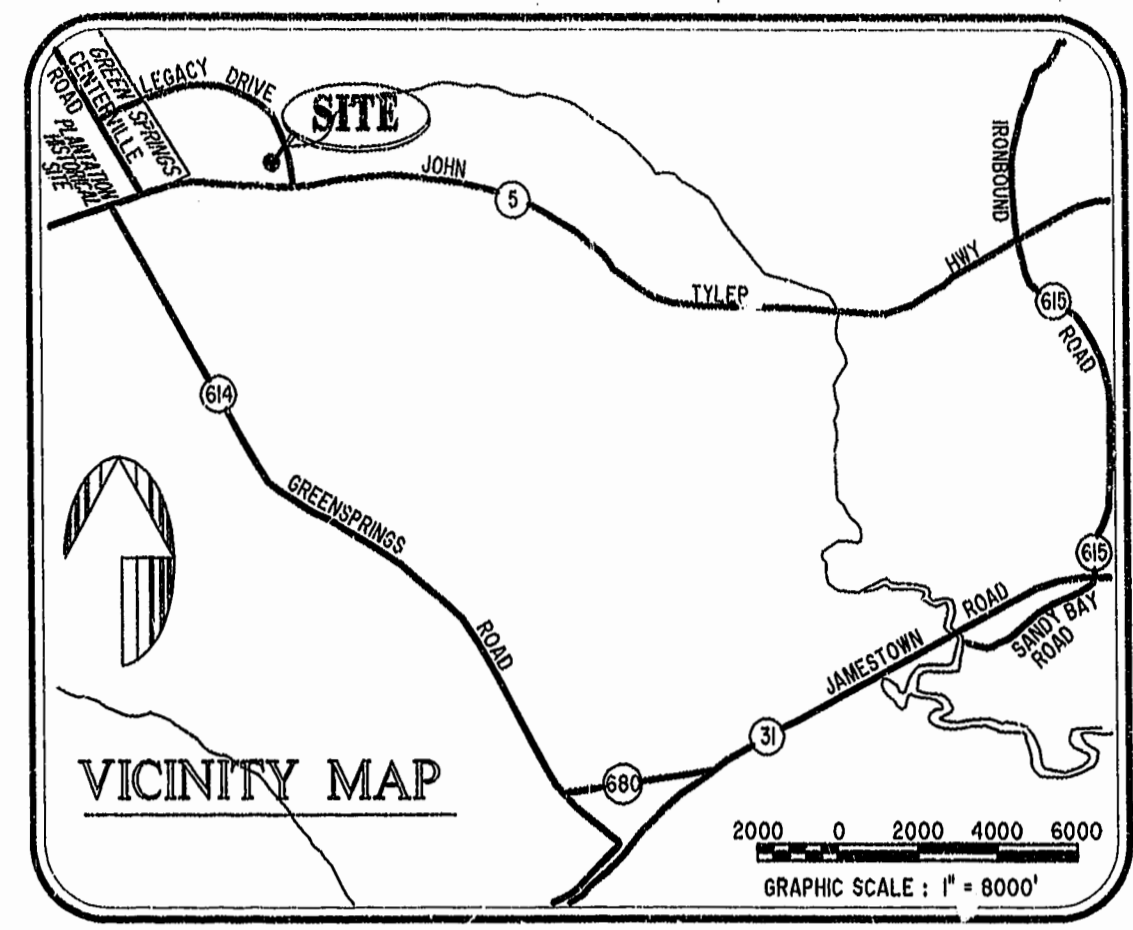 GREEN SPRINGS
CENTERVILLE
ROAD
PLANTATION
HISTORICAL
SITE
LEGACY DRIVE
SITE
JOHN
5
TYLER
HWY
IRONBOUND
615
ROAD
614
GREENSPRINGS
ROAD
615
ROAD
JAMESTOWN
SANDY BAY
ROAD
31
680
VICINITY MAP
2000 0 2000 4000 6000
GRAPHIC SCALE : 1" = 8000'